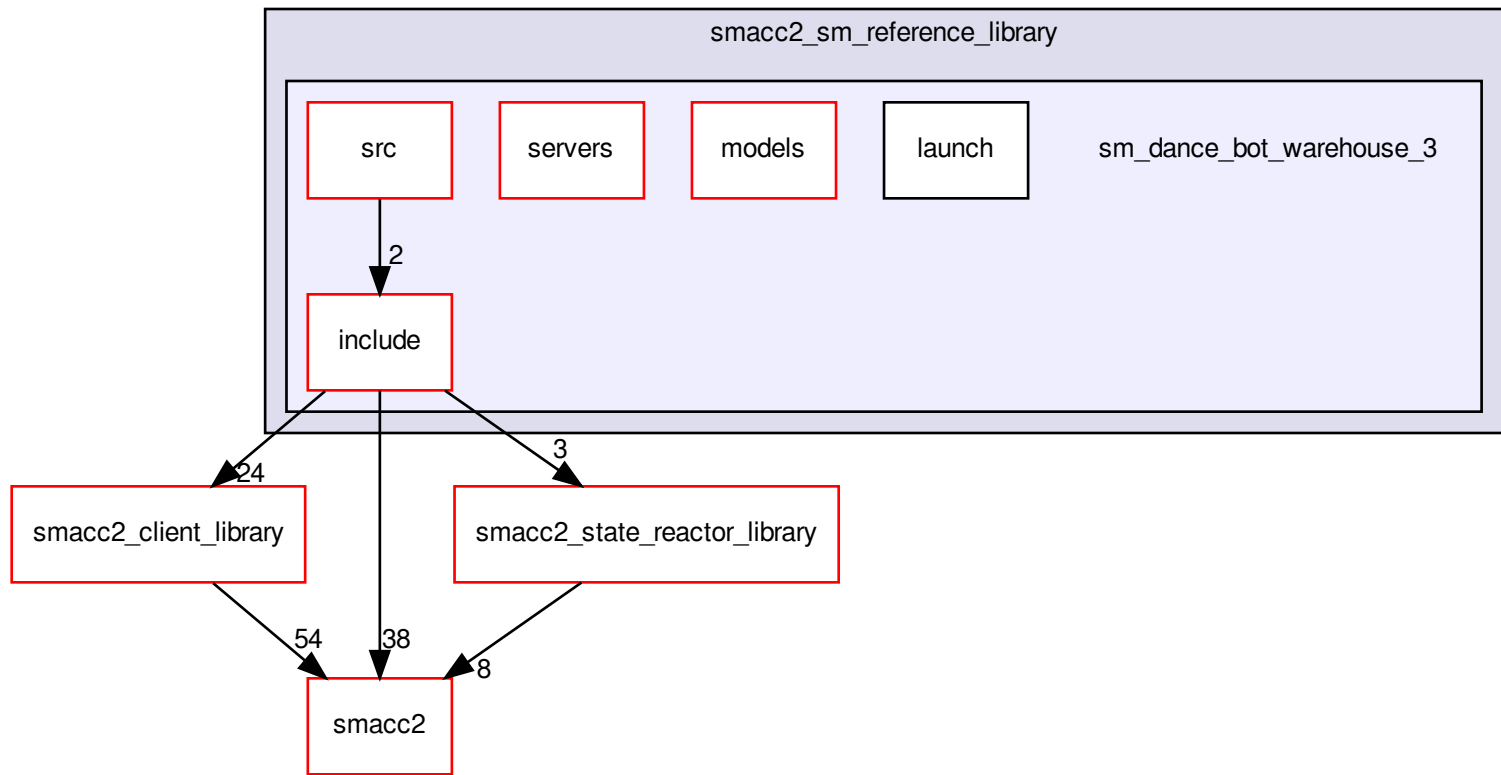 smacc2_sm_reference_library
src
servers
models
launch
sm_dance_bot_warehouse_3
2
include
24
3
smacc2_client_library
smacc2_state_reactor_library
54
38
8
smacc2